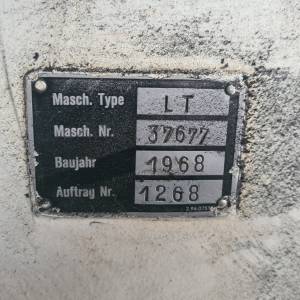 Masch. Type LT
Masch. Nr. 37677
Baujahr 1968
Auftrag Nr. 1268